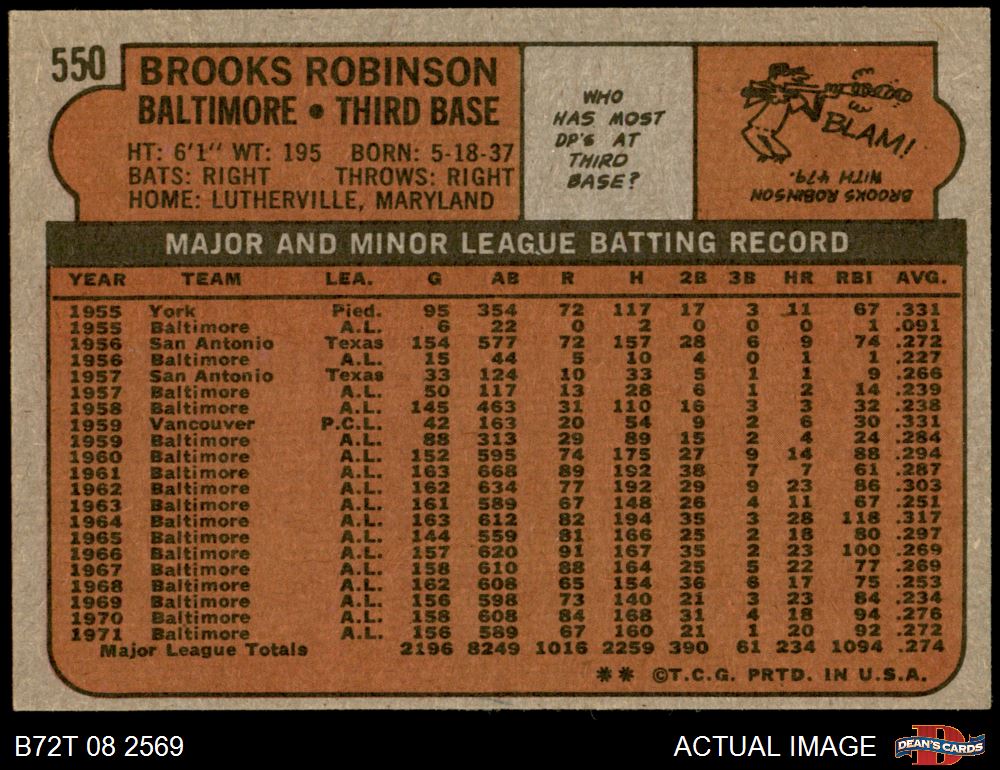 550
BROOKS ROBINSON
BALTIMORE • THIRD BASE
HT: 6'1" WT: 195 BORN: 5-18-37
BATS: RIGHT THROWS: RIGHT
HOME: LUTHERVILLE, MARYLAND
WHO
HAS MOST
DP'S AT
THIRD
BASE?
BLAM!
BROOKS ROBINSON
WITH 479.
MAJOR AND MINOR LEAGUE BATTING RECORD
YEAR TEAM LEA. G AB R H 2B 3B HR RBI AVG.
1955 York Pied. 95 354 72 117 17 3 11 67 .331
1955 Baltimore A.L. 6 22 0 2 0 0 0 1 .091
1956 San Antonio Texas 154 577 72 157 28 6 9 74 .272
1956 Baltimore A.L. 15 44 5 10 4 0 1 1 .227
1957 San Antonio Texas 33 124 10 33 5 1 1 9 .266
1957 Baltimore A.L. 50 117 13 28 6 1 2 14 .239
1958 Baltimore A.L. 145 463 31 110 16 3 3 32 .238
1959 Vancouver P.C.L. 42 163 20 54 9 2 6 30 .331
1959 Baltimore A.L. 88 313 29 89 15 2 4 24 .284
1960 Baltimore A.L. 152 595 74 175 27 9 14 88 .294
1961 Baltimore A.L. 163 668 89 192 38 7 7 61 .287
1962 Baltimore A.L. 162 634 77 192 29 9 23 86 .303
1963 Baltimore A.L. 161 589 67 148 26 4 11 67 .251
1964 Baltimore A.L. 163 612 82 194 35 3 28 118 .317
1965 Baltimore A.L. 144 559 81 166 25 2 18 80 .297
1966 Baltimore A.L. 157 620 91 167 35 2 23 100 .269
1967 Baltimore A.L. 158 610 88 164 25 5 22 77 .269
1968 Baltimore A.L. 162 608 65 154 36 6 17 75 .253
1969 Baltimore A.L. 156 598 73 140 21 3 23 84 .234
1970 Baltimore A.L. 158 608 84 168 31 4 18 94 .276
1971 Baltimore A.L. 156 589 67 160 21 1 20 92 .272
Major League Totals 2196 8249 1016 2259 390 61 234 1094 .274
** ©T.C.G. PRTD. IN U.S.A.
B72T 08 2569 ACTUAL IMAGE
DEAN'S CARDS